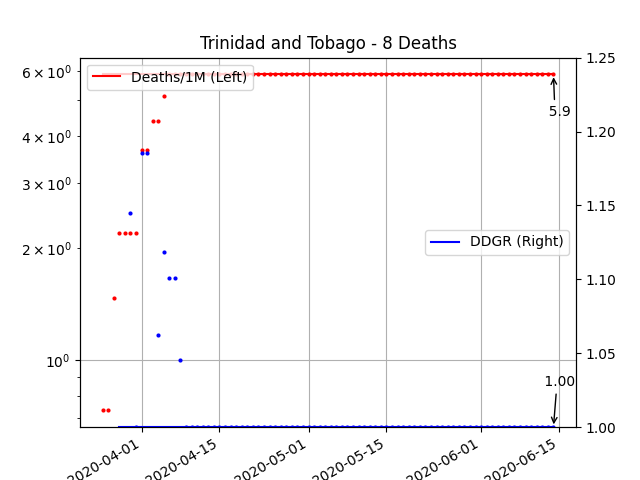 Trinidad and Tobago - 8 Deaths
Deaths/1M (Left)
6 × 10⁰
4 × 10⁰
3 × 10⁰
2 × 10⁰
10⁰
1.25
1.20
1.15
1.10
1.05
1.00
5.9
DDGR (Right)
1.00
2020-04-01
2020-04-15
2020-05-01
2020-05-15
2020-06-01
2020-06-15